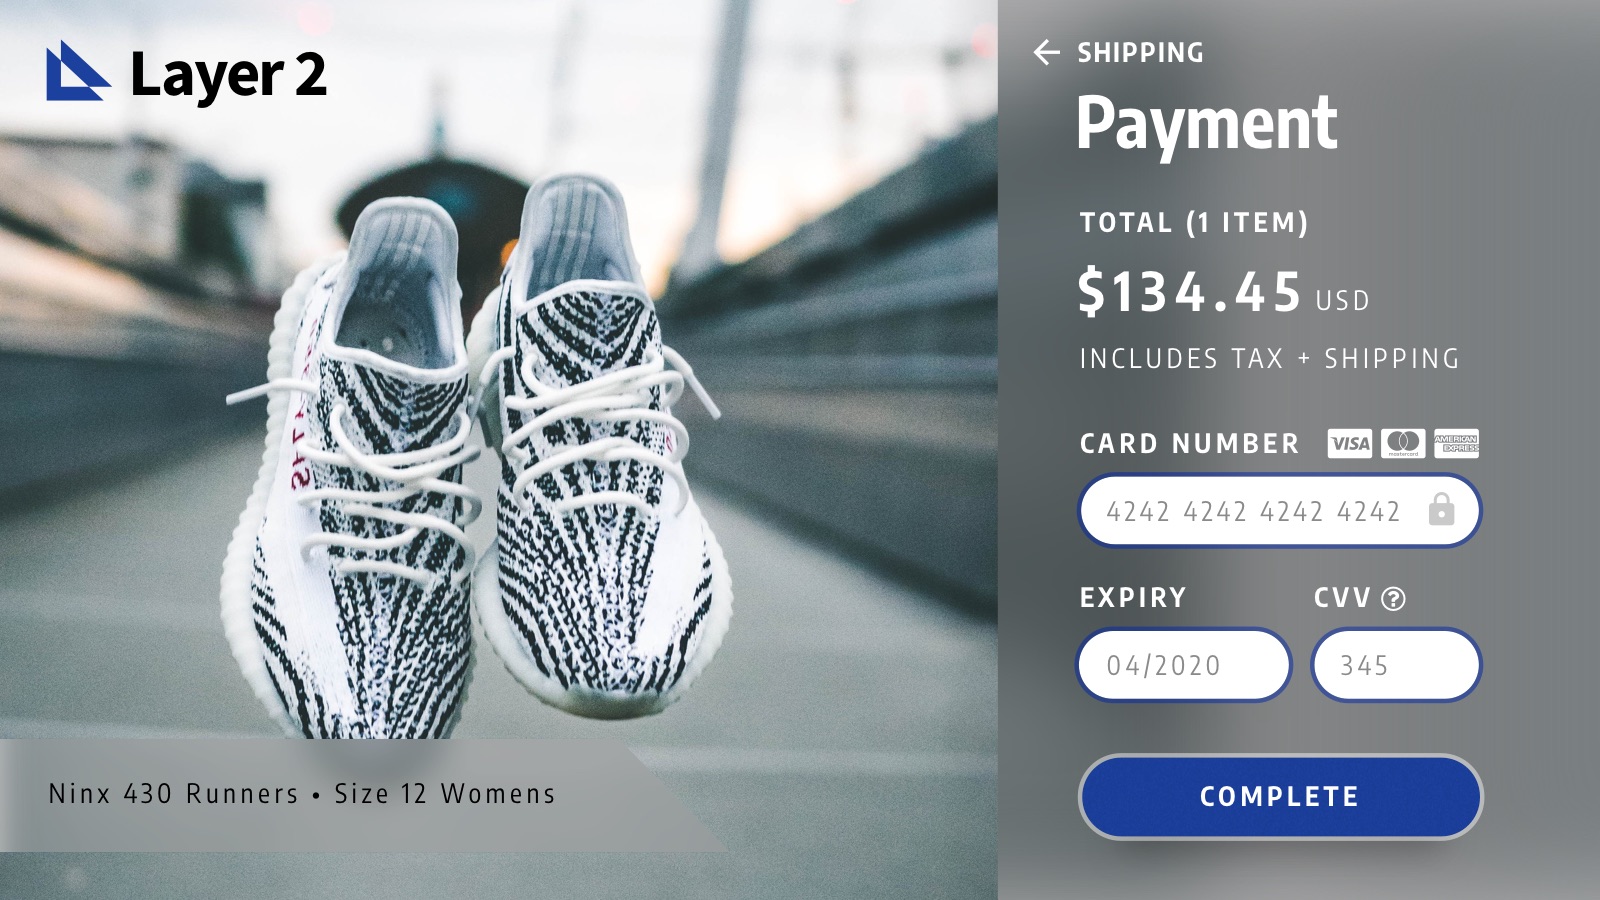 Layer 2
Ninx 430 Runners • Size 12 Womens
← SHIPPING
Payment
TOTAL (1 ITEM)
$134.45 USD
INCLUDES TAX + SHIPPING
CARD NUMBER VISA mastercard AMERICAN EXPRESS
4242 4242 4242 4242
EXPIRY CVV ?
04/2020 345
COMPLETE